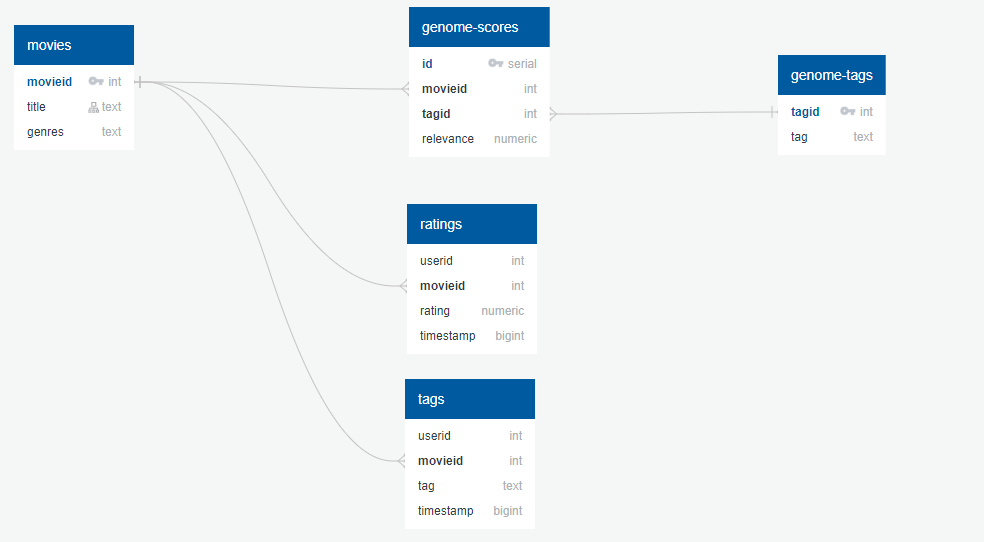 movies
movieid int
title text
genres text
genome-scores
id serial
movieid int
tagid int
relevance numeric
genome-tags
tagid int
tag text
ratings
userid int
movieid int
rating numeric
timestamp bigint
tags
userid int
movieid int
tag text
timestamp bigint